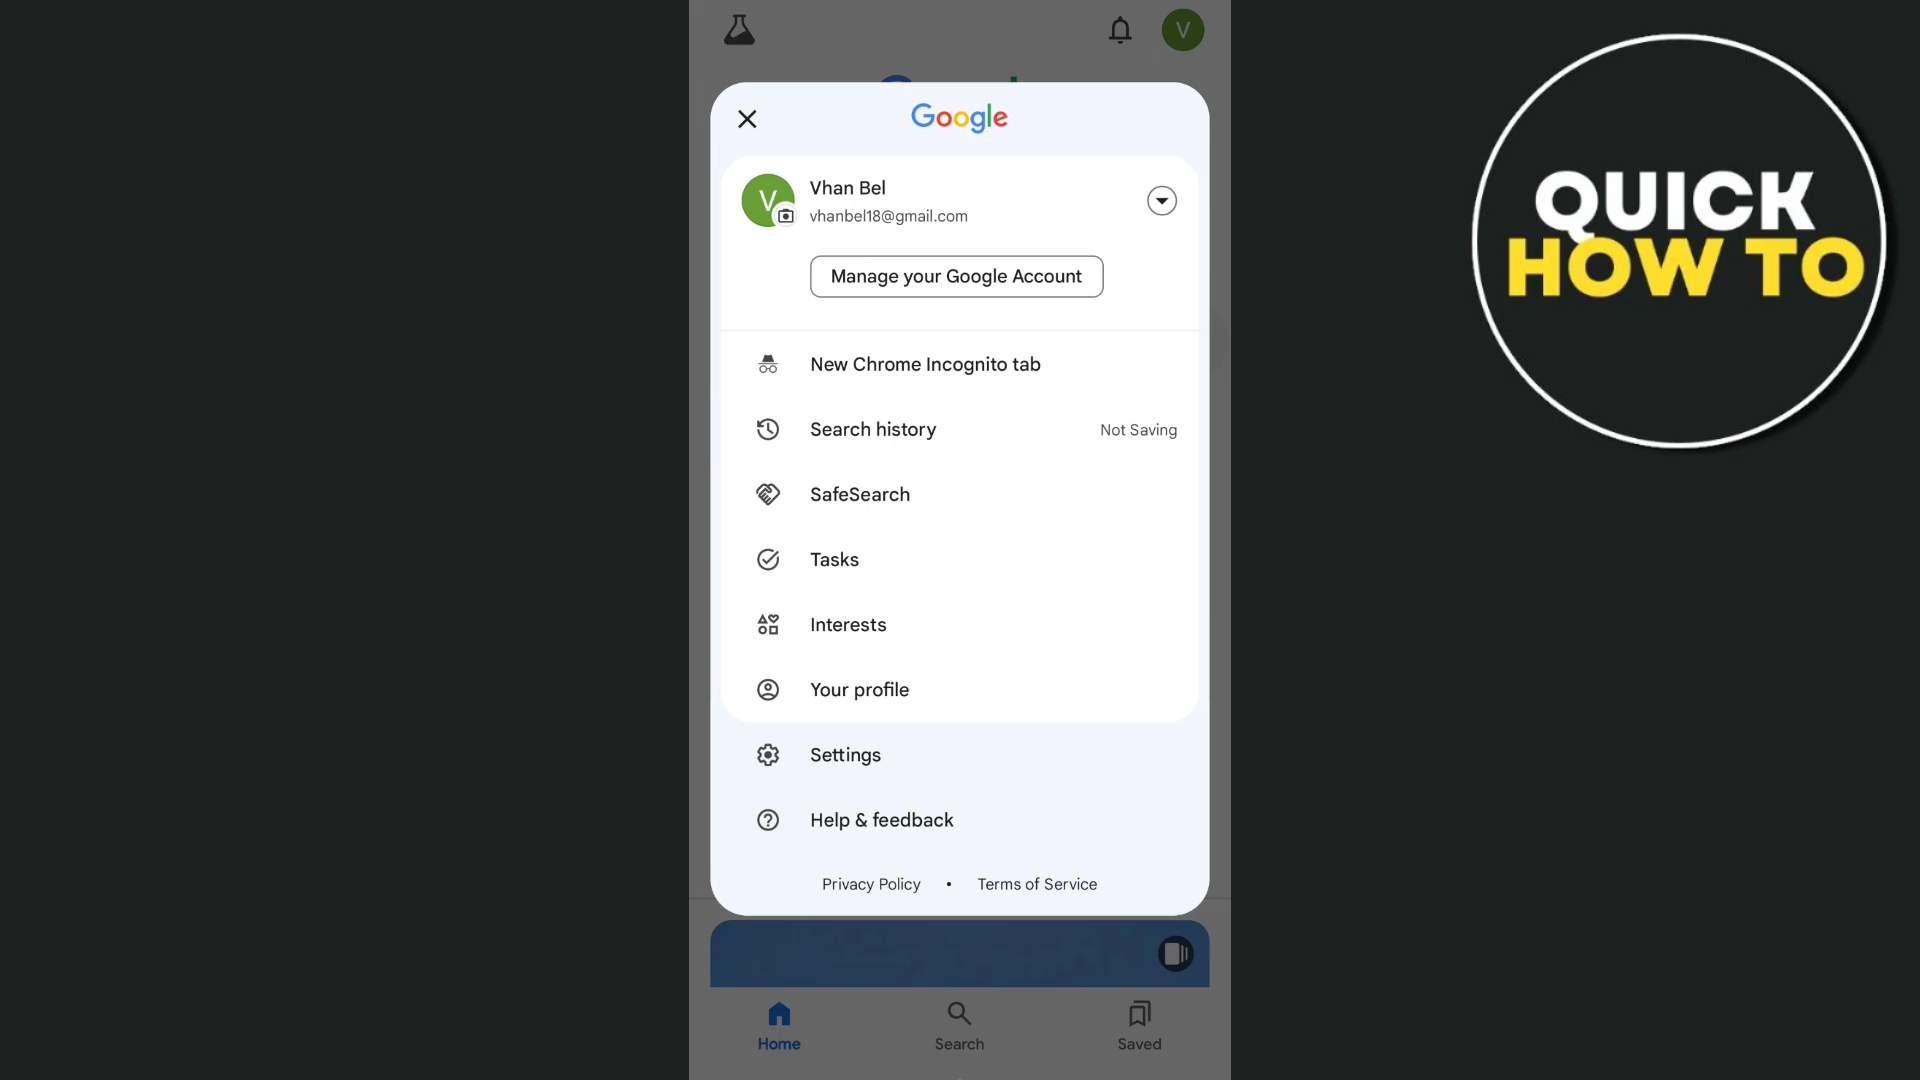 V
Google
V
Vhan Bel
vhanbel18@gmail.com
Manage your Google Account
New Chrome Incognito tab
Search history
Not Saving
SafeSearch
Tasks
Interests
Your profile
Settings
Help & feedback
Privacy Policy • Terms of Service
Home
Search
Saved
QUICK
HOW TO